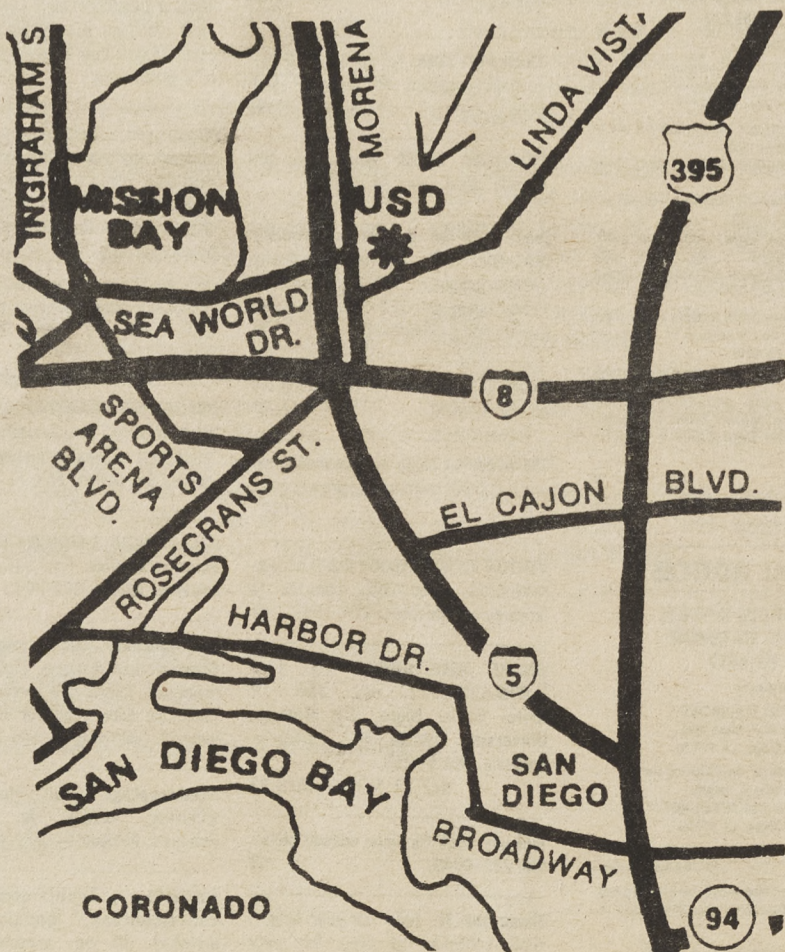 INGRAHAM S
MORENA
LINDA VIST
395
MISSION
BAY
USD
SEA WORLD
DR.
8
SPORTS
ARENA
BLVD.
ROSECRANS ST.
EL CAJON BLVD.
HARBOR DR.
5
SAN DIEGO BAY
SAN
DIEGO
BROADWAY
CORONADO
94